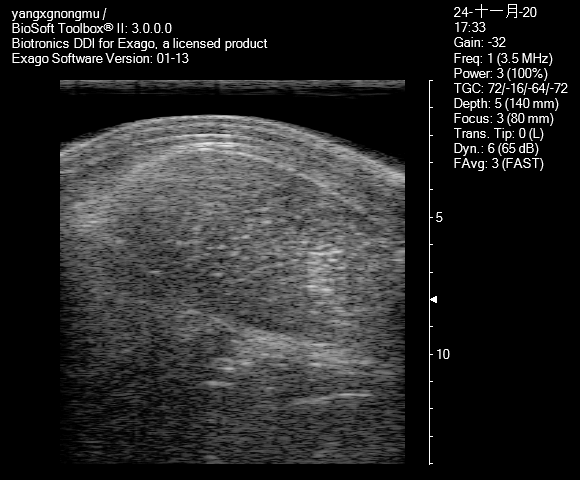 yangxgnongmu /
BioSoft Toolbox® II: 3.0.0.0
Biotronics DDI for Exago, a licensed product
Exago Software Version: 01-13
24-十一月-20
17:33
Gain: -32
Freq: 1 (3.5 MHz)
Power: 3 (100%)
TGC: 72/-16/-64/-72
Depth: 5 (140 mm)
Focus: 3 (80 mm)
Trans. Tip: 0 (L)
Dyn.: 6 (65 dB)
FAvg: 3 (FAST)
5
10